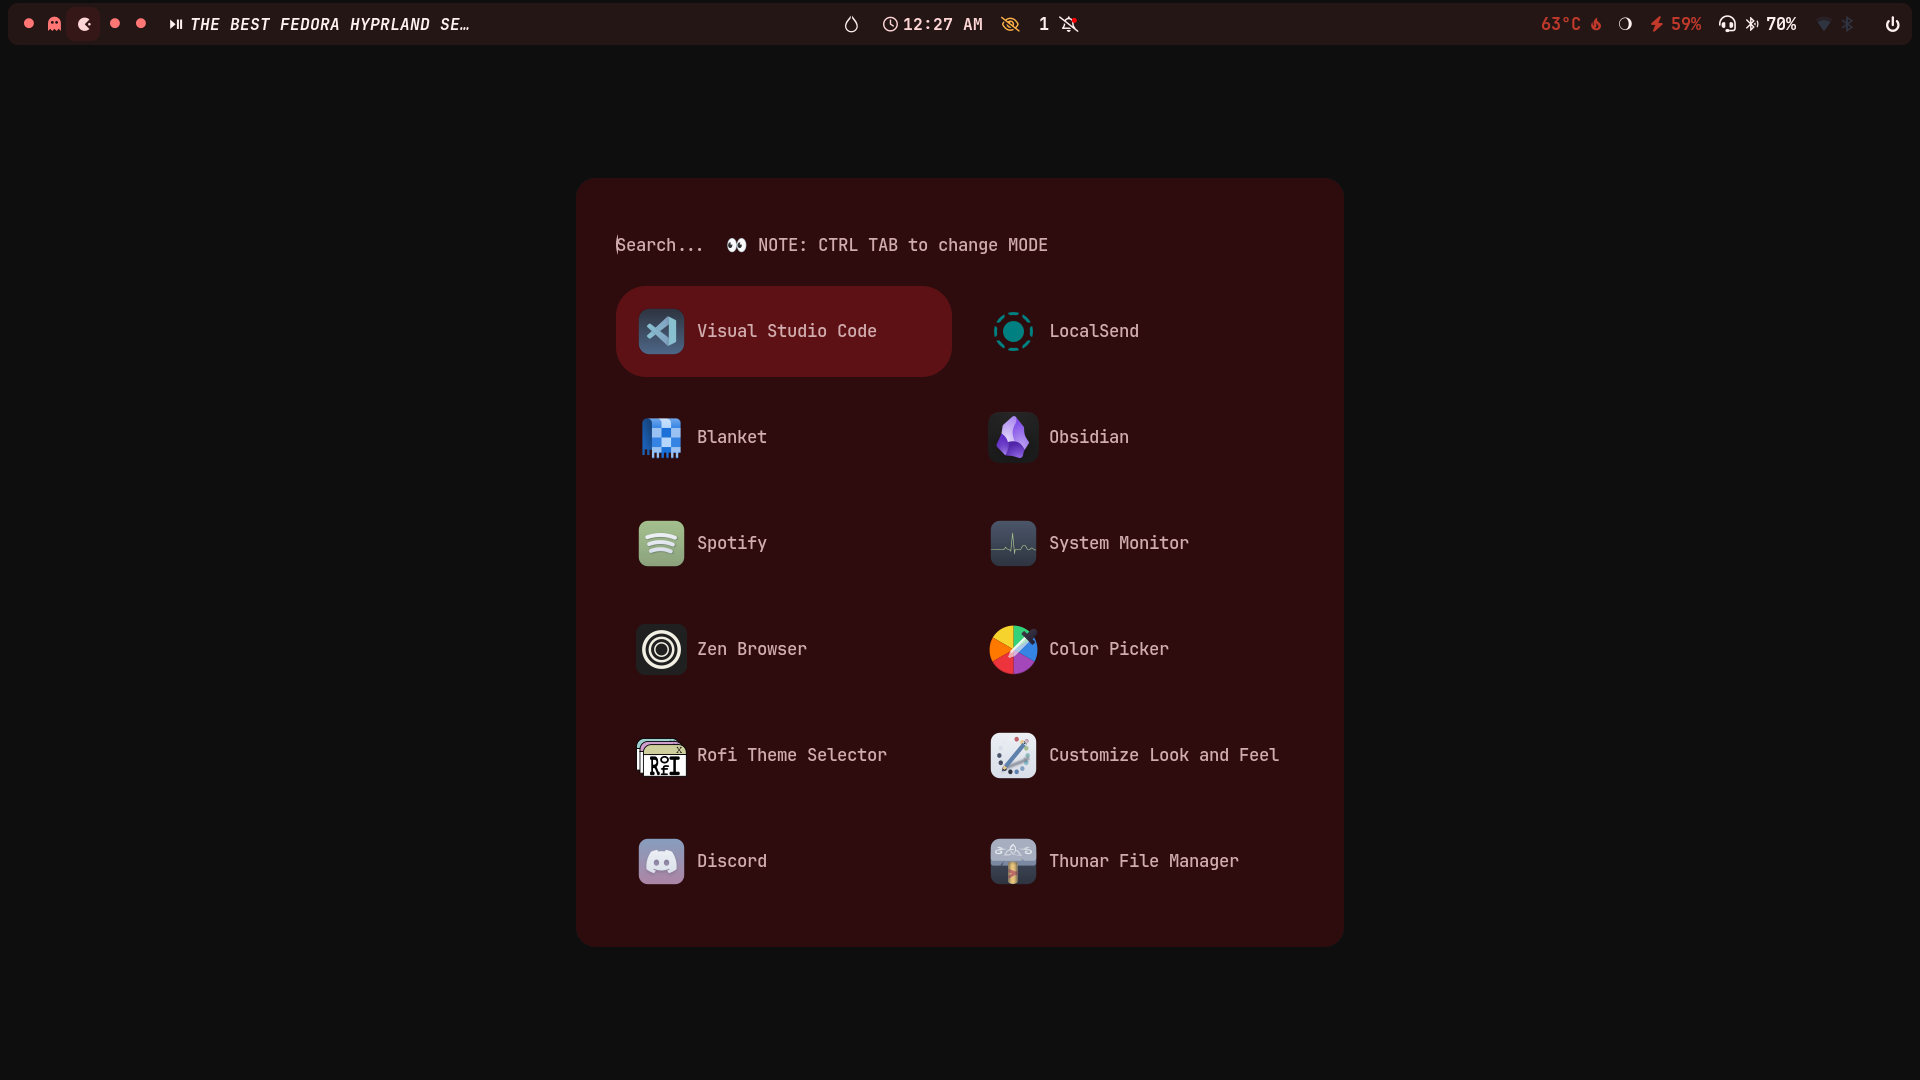 THE BEST FEDORA HYPRLAND SE…
12:27 AM
1
63°C
59%
70%
Search... 👀 NOTE: CTRL TAB to change MODE
Visual Studio Code
LocalSend
Blanket
Obsidian
Spotify
System Monitor
Zen Browser
Color Picker
X
Rofi
Rofi Theme Selector
Customize Look and Feel
Discord
Thunar File Manager